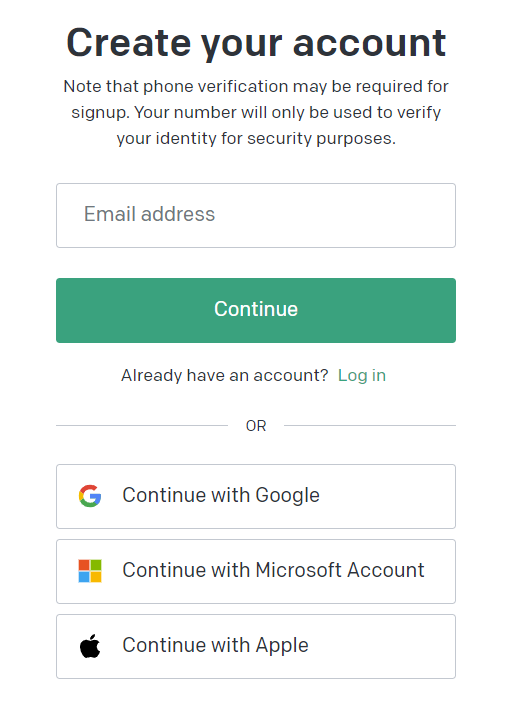 Create your account
Note that phone verification may be required for
signup. Your number will only be used to verify
your identity for security purposes.
Email address
Continue
Already have an account? Log in
OR
Continue with Google
Continue with Microsoft Account
Continue with Apple